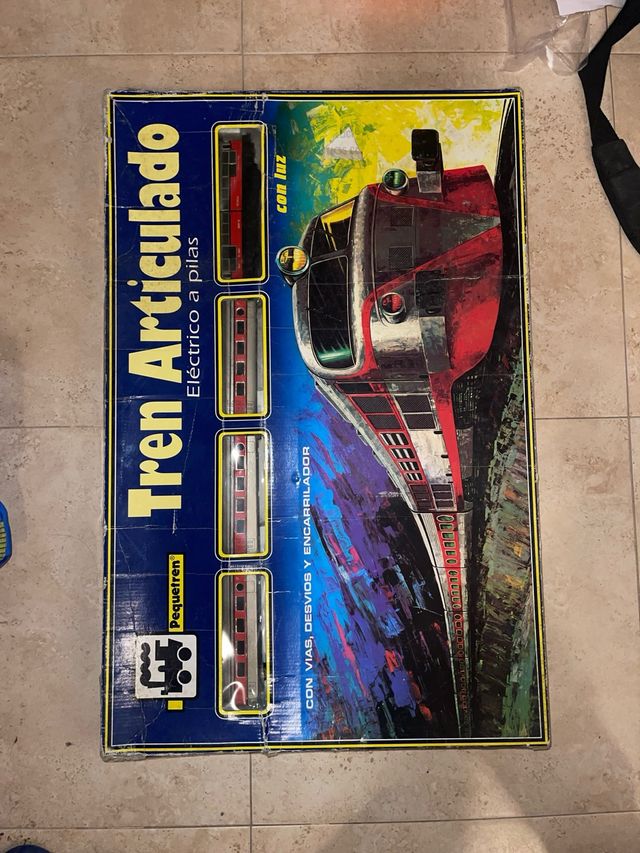 Tren Articulado
Eléctrico a pilas
Pequetren®
con luz
CON VIAS, DESVIOS Y ENCARRILADOR